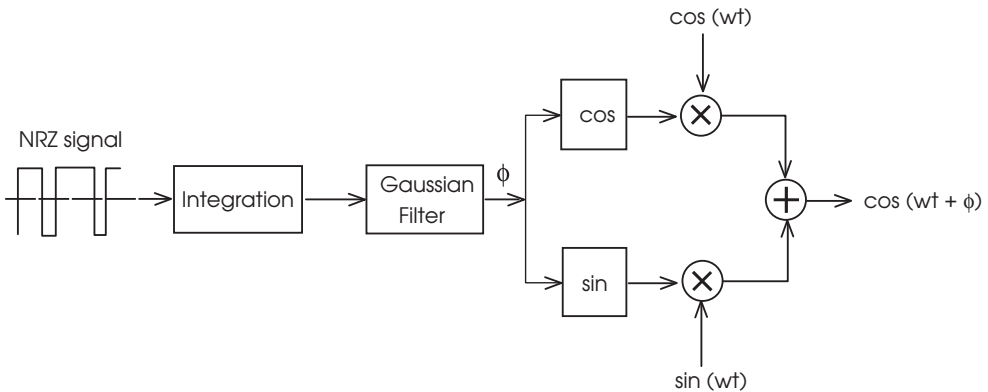 cos (wt)
cos
NRZ signal
Integration
Gaussian
Filter
ϕ
cos (wt + ϕ)
sin
sin (wt)